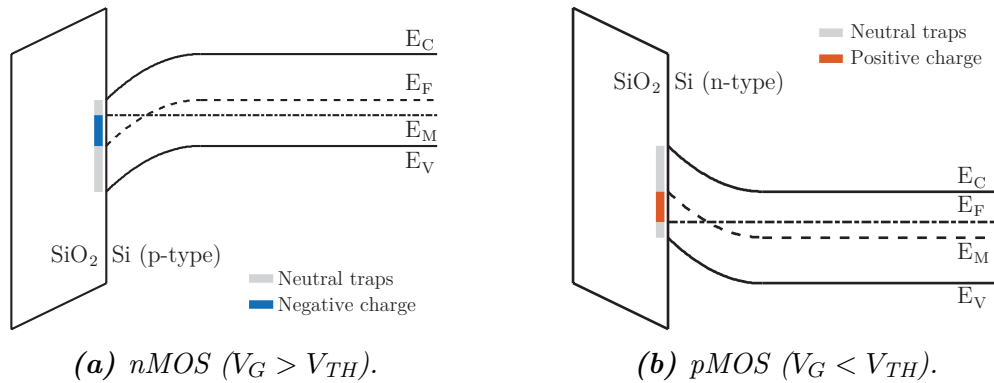 E_C
E_F
E_M
E_V
SiO_2 Si (p-type)
Neutral traps
Negative charge
(a) nMOS (V_G > V_TH).
Neutral traps
Positive charge
SiO_2 Si (n-type)
E_C
E_F
E_M
E_V
(b) pMOS (V_G < V_TH).